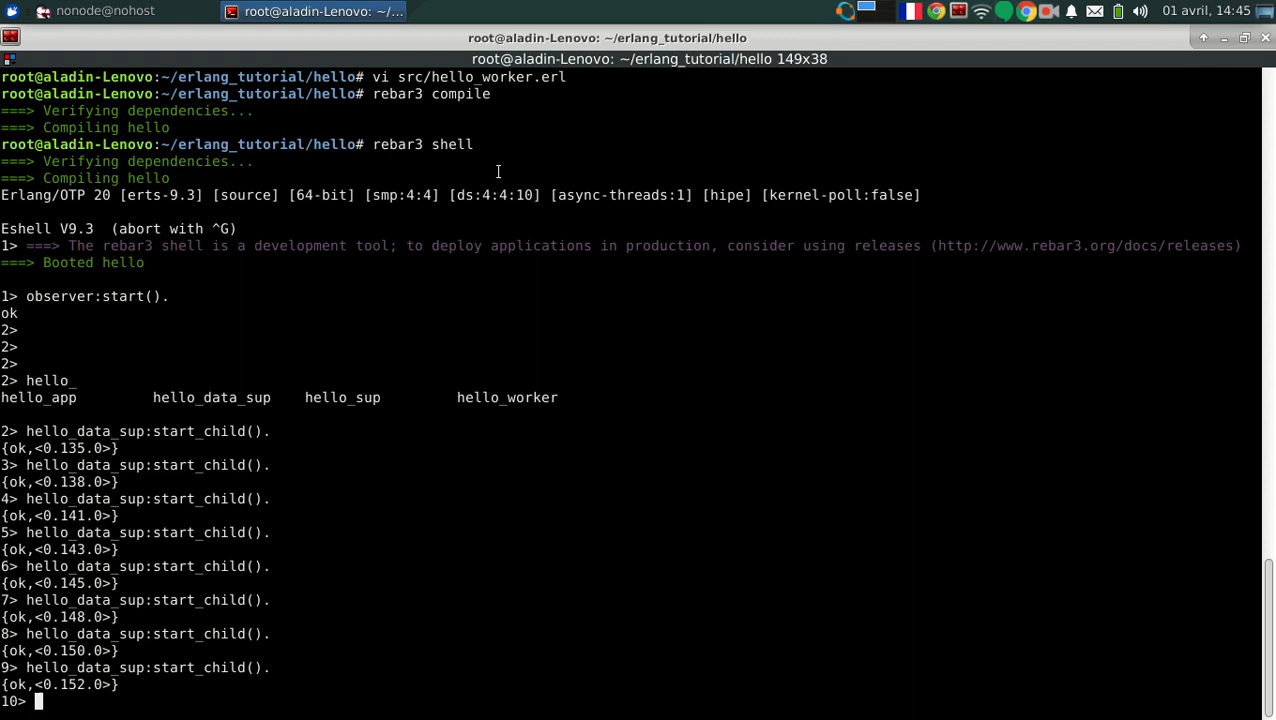 nonode@nohost
root@aladin-Lenovo: ~/...
01 avril, 14:45
root@aladin-Lenovo: ~/erlang_tutorial/hello
root@aladin-Lenovo: ~/erlang_tutorial/hello 149x38
root@aladin-Lenovo:~/erlang_tutorial/hello# vi src/hello_worker.erl
root@aladin-Lenovo:~/erlang_tutorial/hello# rebar3 compile
===> Verifying dependencies...
===> Compiling hello
root@aladin-Lenovo:~/erlang_tutorial/hello# rebar3 shell
===> Verifying dependencies...
===> Compiling hello
Erlang/OTP 20 [erts-9.3] [source] [64-bit] [smp:4:4] [ds:4:4:10] [async-threads:1] [hipe] [kernel-poll:false]
Eshell V9.3  (abort with ^G)
1> ===> The rebar3 shell is a development tool; to deploy applications in production, consider using releases (http://www.rebar3.org/docs/releases)
===> Booted hello
1> observer:start().
ok
2>
2>
2>
2> hello_
hello_app         hello_data_sup    hello_sup         hello_worker
2> hello_data_sup:start_child().
{ok,<0.135.0>}
3> hello_data_sup:start_child().
{ok,<0.138.0>}
4> hello_data_sup:start_child().
{ok,<0.141.0>}
5> hello_data_sup:start_child().
{ok,<0.143.0>}
6> hello_data_sup:start_child().
{ok,<0.145.0>}
7> hello_data_sup:start_child().
{ok,<0.148.0>}
8> hello_data_sup:start_child().
{ok,<0.150.0>}
9> hello_data_sup:start_child().
{ok,<0.152.0>}
10>